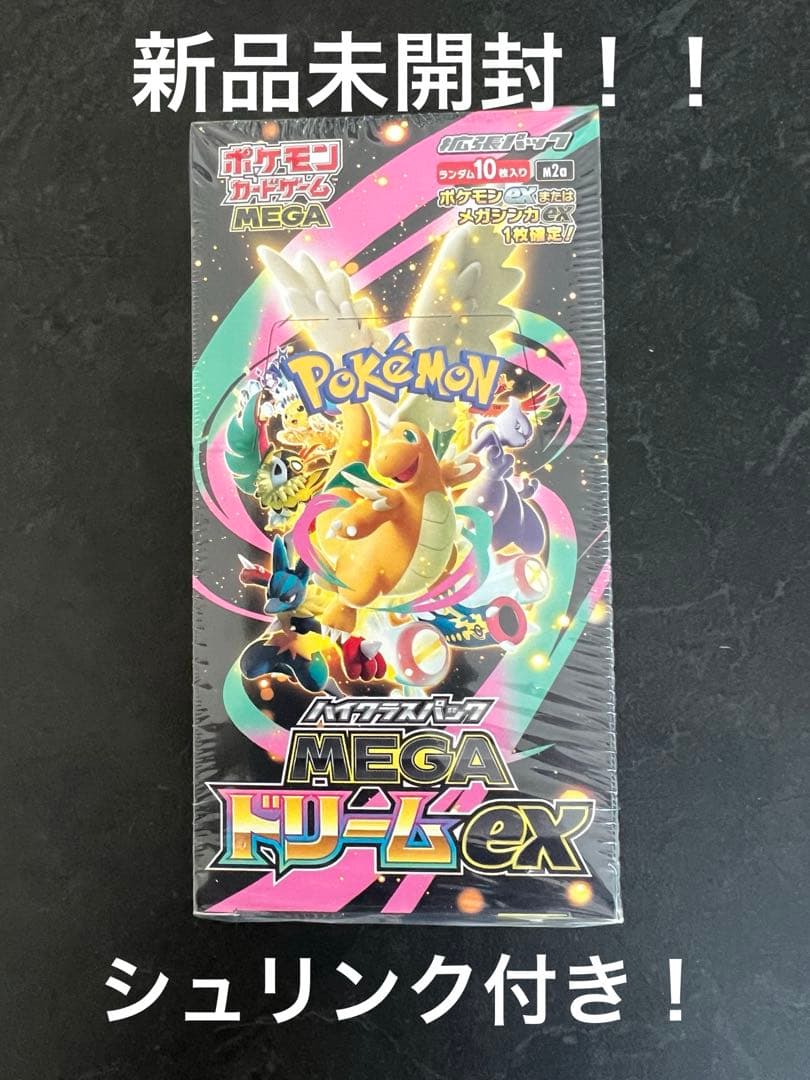 新品未開封！！
ポケモン
カードゲーム
MEGA
拡張パック
ランダム10枚入り
M2a
ポケモンexまたは
メガシンカex
1枚確定！
POKéMON
ハイクラスパック
MEGA
ドリームex
シュリンク付き！